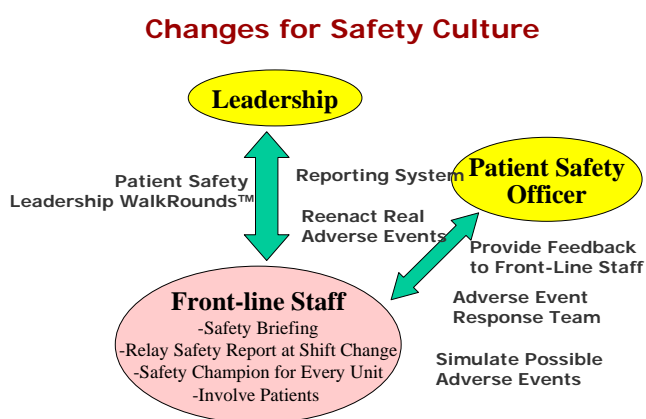 Changes for Safety Culture
Leadership
Patient Safety
Leadership WalkRounds™
Reporting System
Reenact Real
Adverse Events
Patient Safety
Officer
Provide Feedback
to Front-Line Staff
Adverse Event
Response Team
Simulate Possible
Adverse Events
Front-line Staff
-Safety Briefing
-Relay Safety Report at Shift Change
-Safety Champion for Every Unit
-Involve Patients